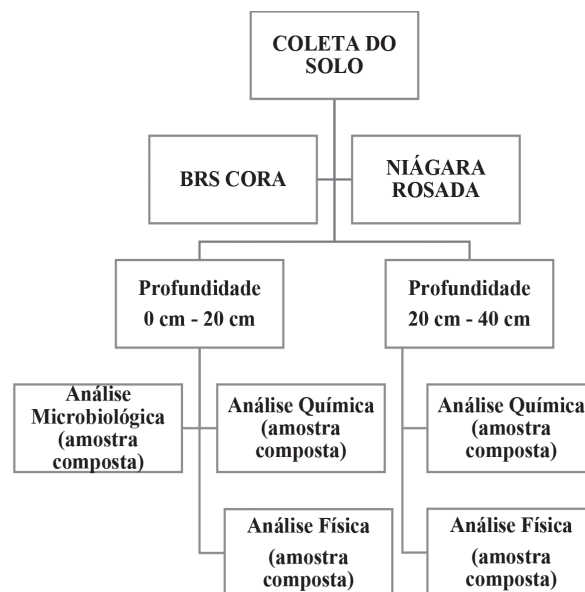 COLETA DO
SOLO
BRS CORA
NIÁGARA
ROSADA
Profundidade
0 cm - 20 cm
Profundidade
20 cm - 40 cm
Análise
Microbiológica
(amostra
composta)
Análise Química
(amostra
composta)
Análise Química
(amostra
composta)
Análise Física
(amostra
composta)
Análise Física
(amostra
composta)